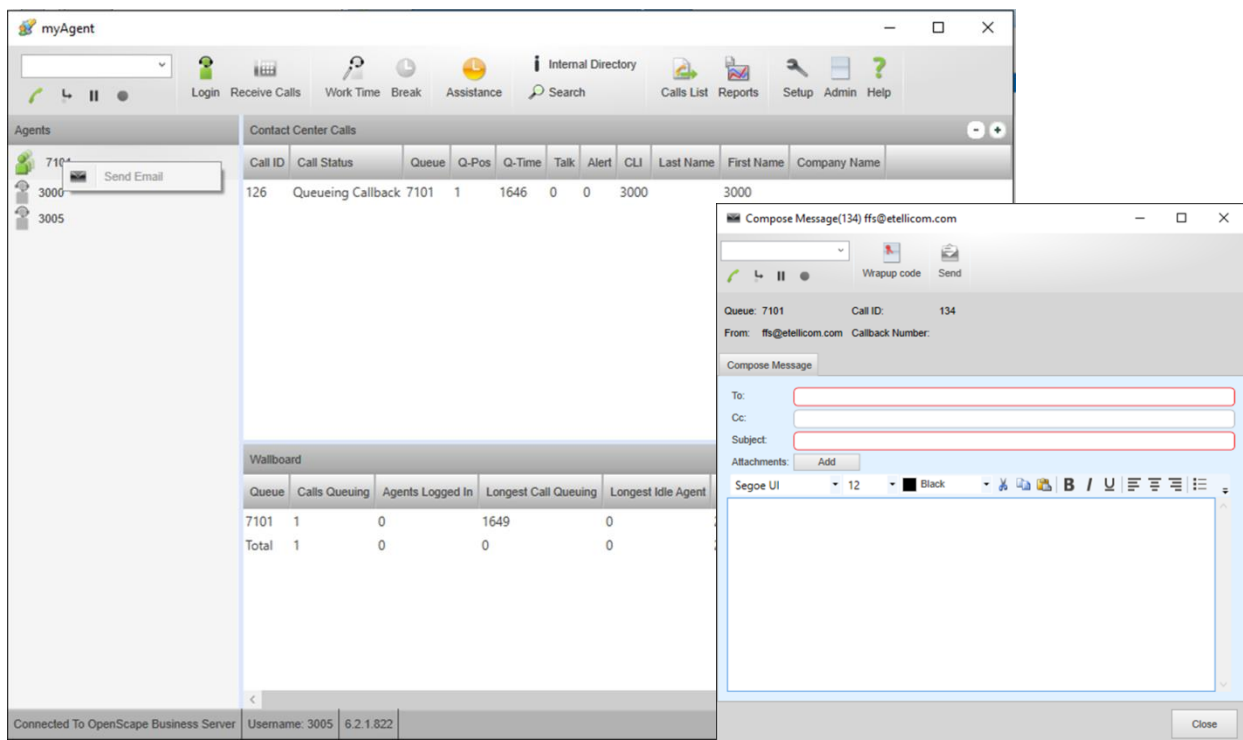 myAgent
Login Receive Calls Work Time Break Assistance Internal Directory Search Calls List Reports Setup Admin Help
Agents
7101
Send Email
3000
3005
Contact Center Calls
Call ID Call Status Queue Q-Pos Q-Time Talk Alert CLI Last Name First Name Company Name
126 Queueing Callback 7101 1 1646 0 0 3000 3000
Wallboard
Queue Calls Queuing Agents Logged In Longest Call Queuing Longest Idle Agent
7101 1 0 1649 0
Total 1 0 0 0
Connected To OpenScape Business Server Username: 3005 6.2.1.822
Compose Message(134) ffs@etellicom.com
Wrapup code Send
Queue: 7101 Call ID: 134
From: ffs@etellicom.com Callback Number:
Compose Message
To:
Cc:
Subject:
Attachments: Add
Segoe UI 12 Black B I U
Close